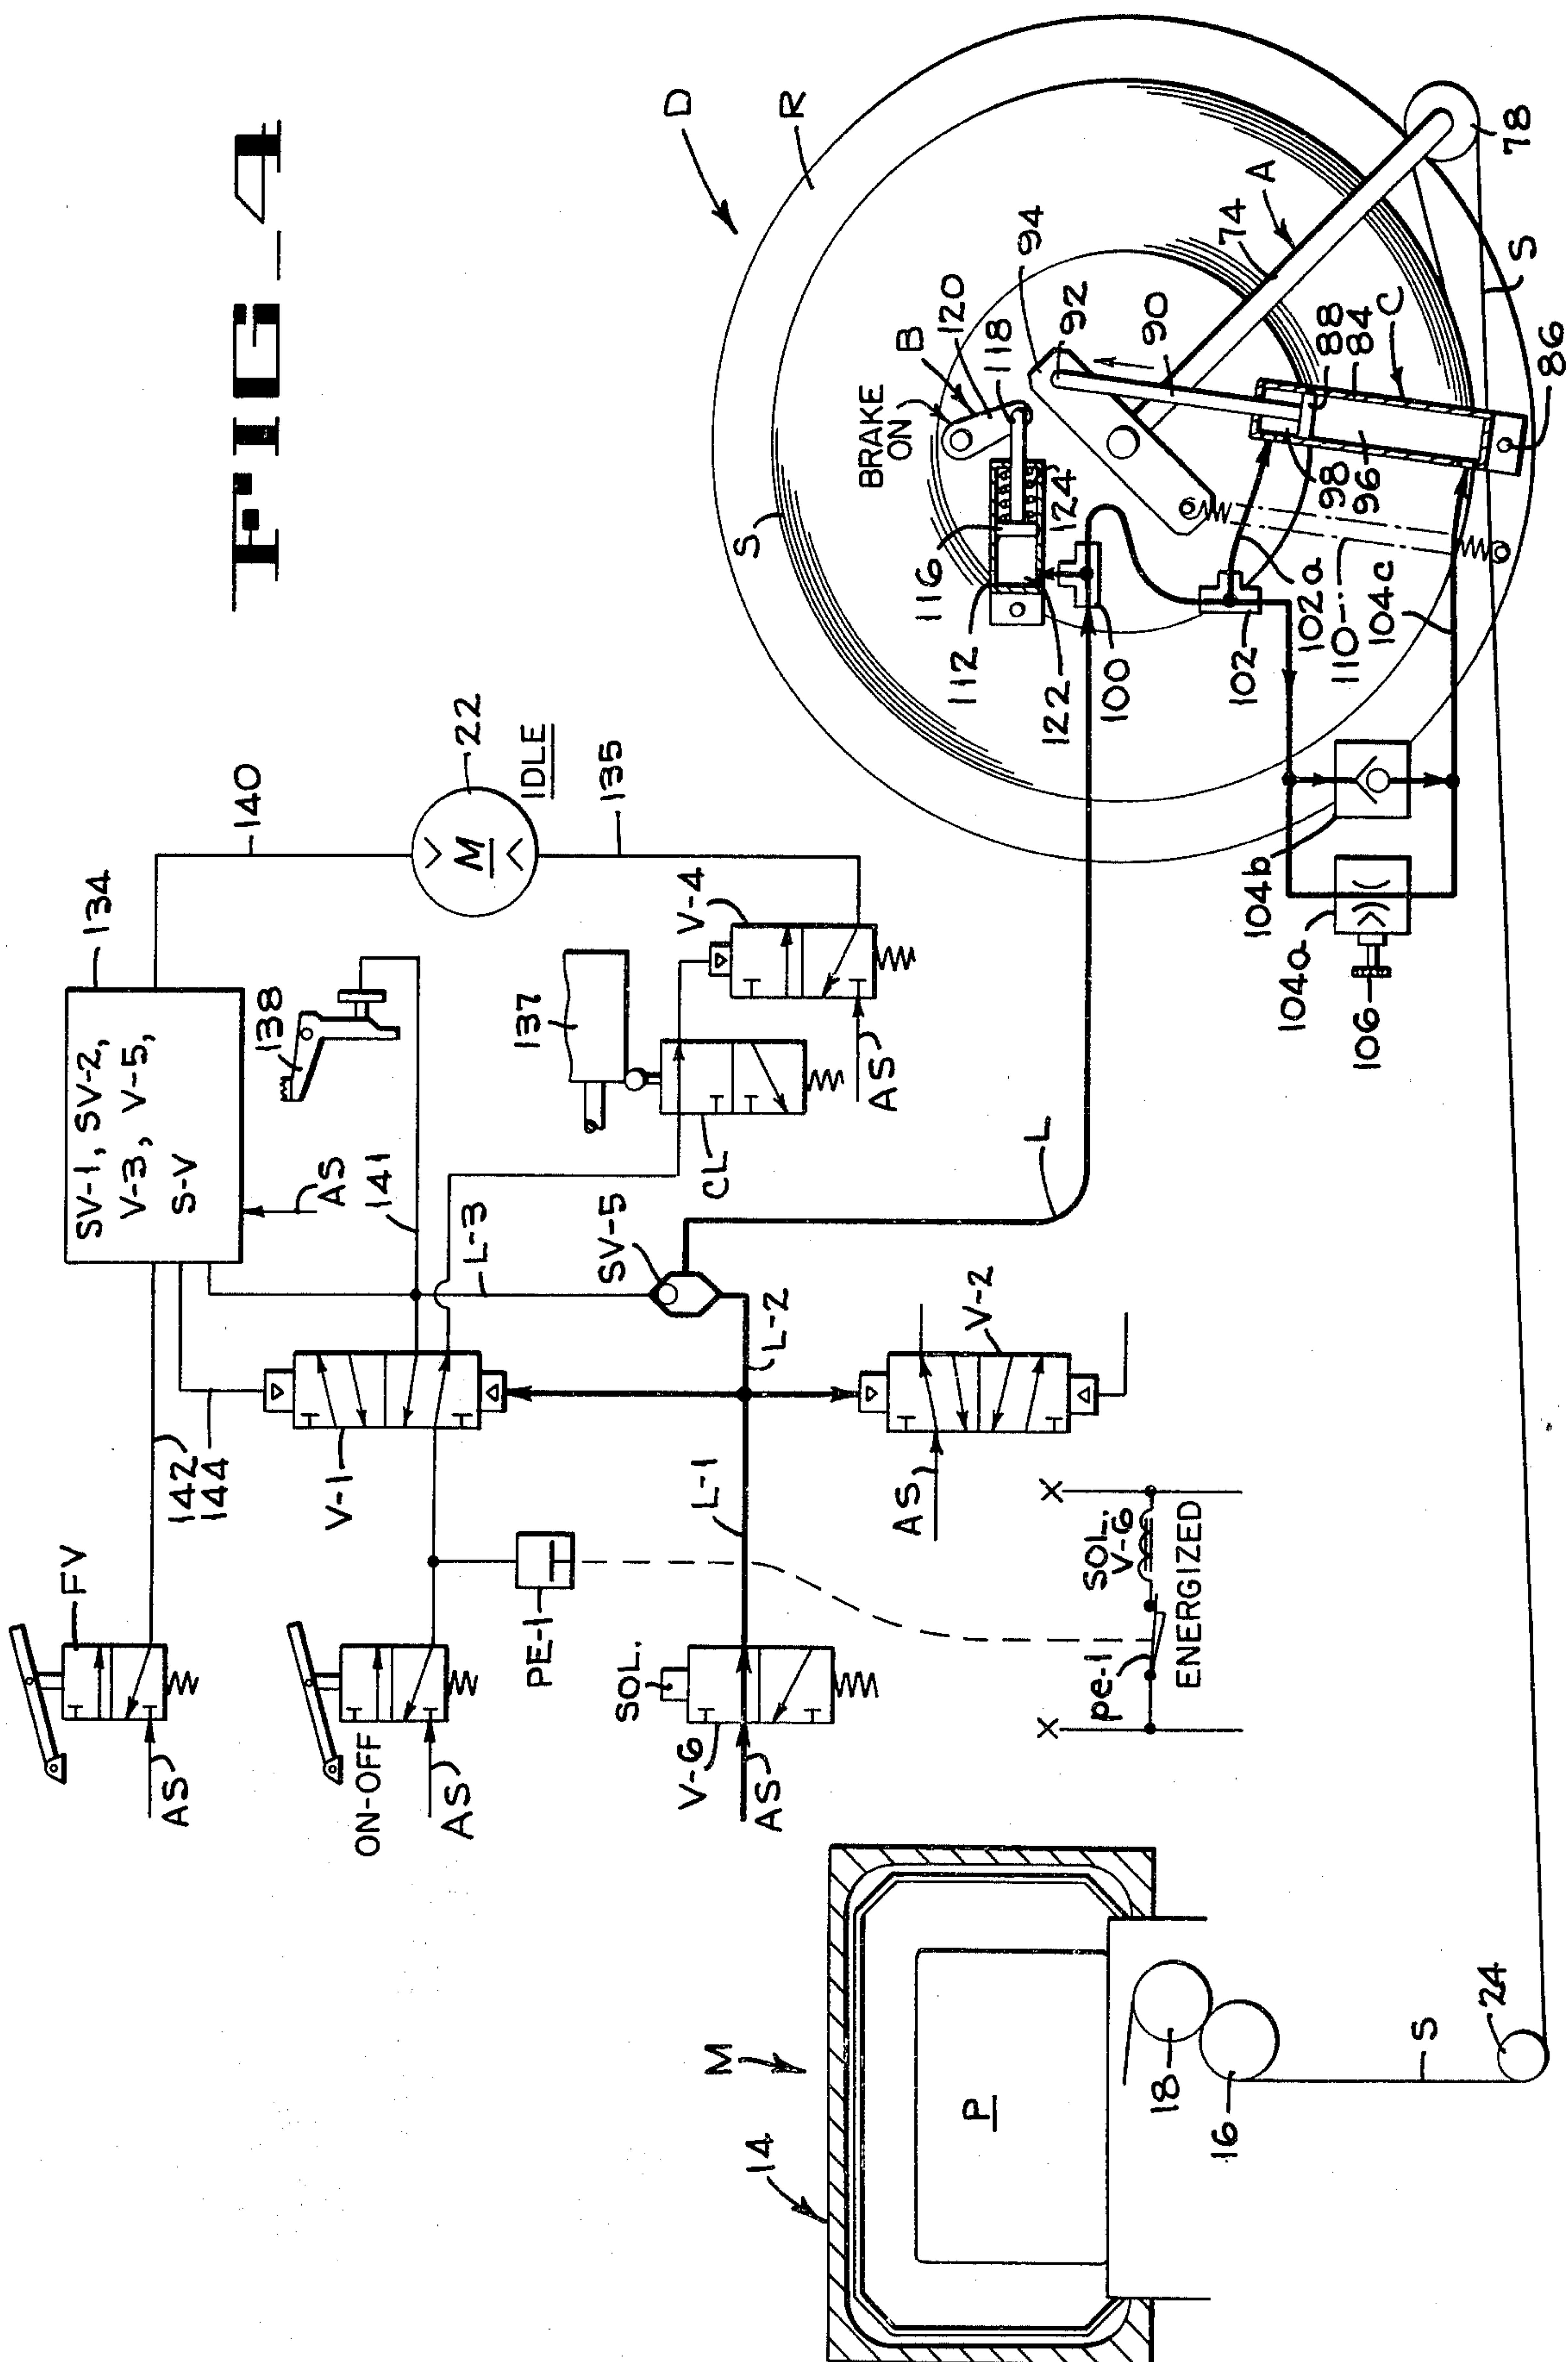 FIG_4
D
R
S
A
74
94
92
90
B
120
118
BRAKE
ON
116
112
122
124
100
88
84
C
98
96
102
102a
110
104c
78
S
86
104b
104a
106
134
SV-1, SV-2,
V-3, V-5,
S-V
AS
140
M
22
IDLE
135
138
141
137
V-4
AS
CL
L-3
SV-5
L
L-2
V-2
AS
FV
AS
142
144
V-1
ON-OFF
AS
PE-1
L-1
SOL.
V-6
AS
X
X
SOL.
V-6
pe-1
ENERGIZED
M
14
P
18
16
S
24